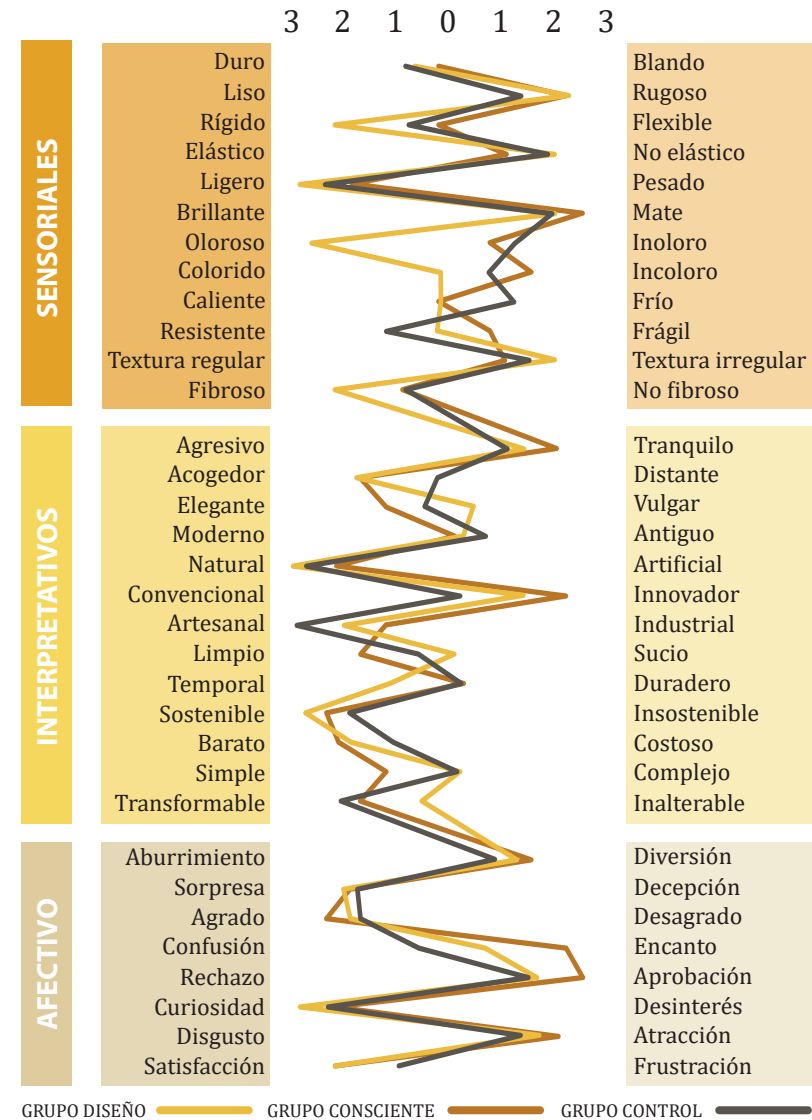 3 2 1 0 1 2 3
SENSORIALES
Duro Blando
Liso Rugoso
Rígido Flexible
Elástico No elástico
Ligero Pesado
Brillante Mate
Oloroso Inoloro
Colorido Incoloro
Caliente Frío
Resistente Frágil
Textura regular Textura irregular
Fibroso No fibroso
INTERPRETATIVOS
Agresivo Tranquilo
Acogedor Distante
Elegante Vulgar
Moderno Antiguo
Natural Artificial
Convencional Innovador
Artesanal Industrial
Limpio Sucio
Temporal Duradero
Sostenible Insostenible
Barato Costoso
Simple Complejo
Transformable Inalterable
AFECTIVO
Aburrimiento Diversión
Sorpresa Decepción
Agrado Desagrado
Confusión Encanto
Rechazo Aprobación
Curiosidad Desinterés
Disgusto Atracción
Satisfacción Frustración
GRUPO DISEÑO GRUPO CONSCIENTE GRUPO CONTROL